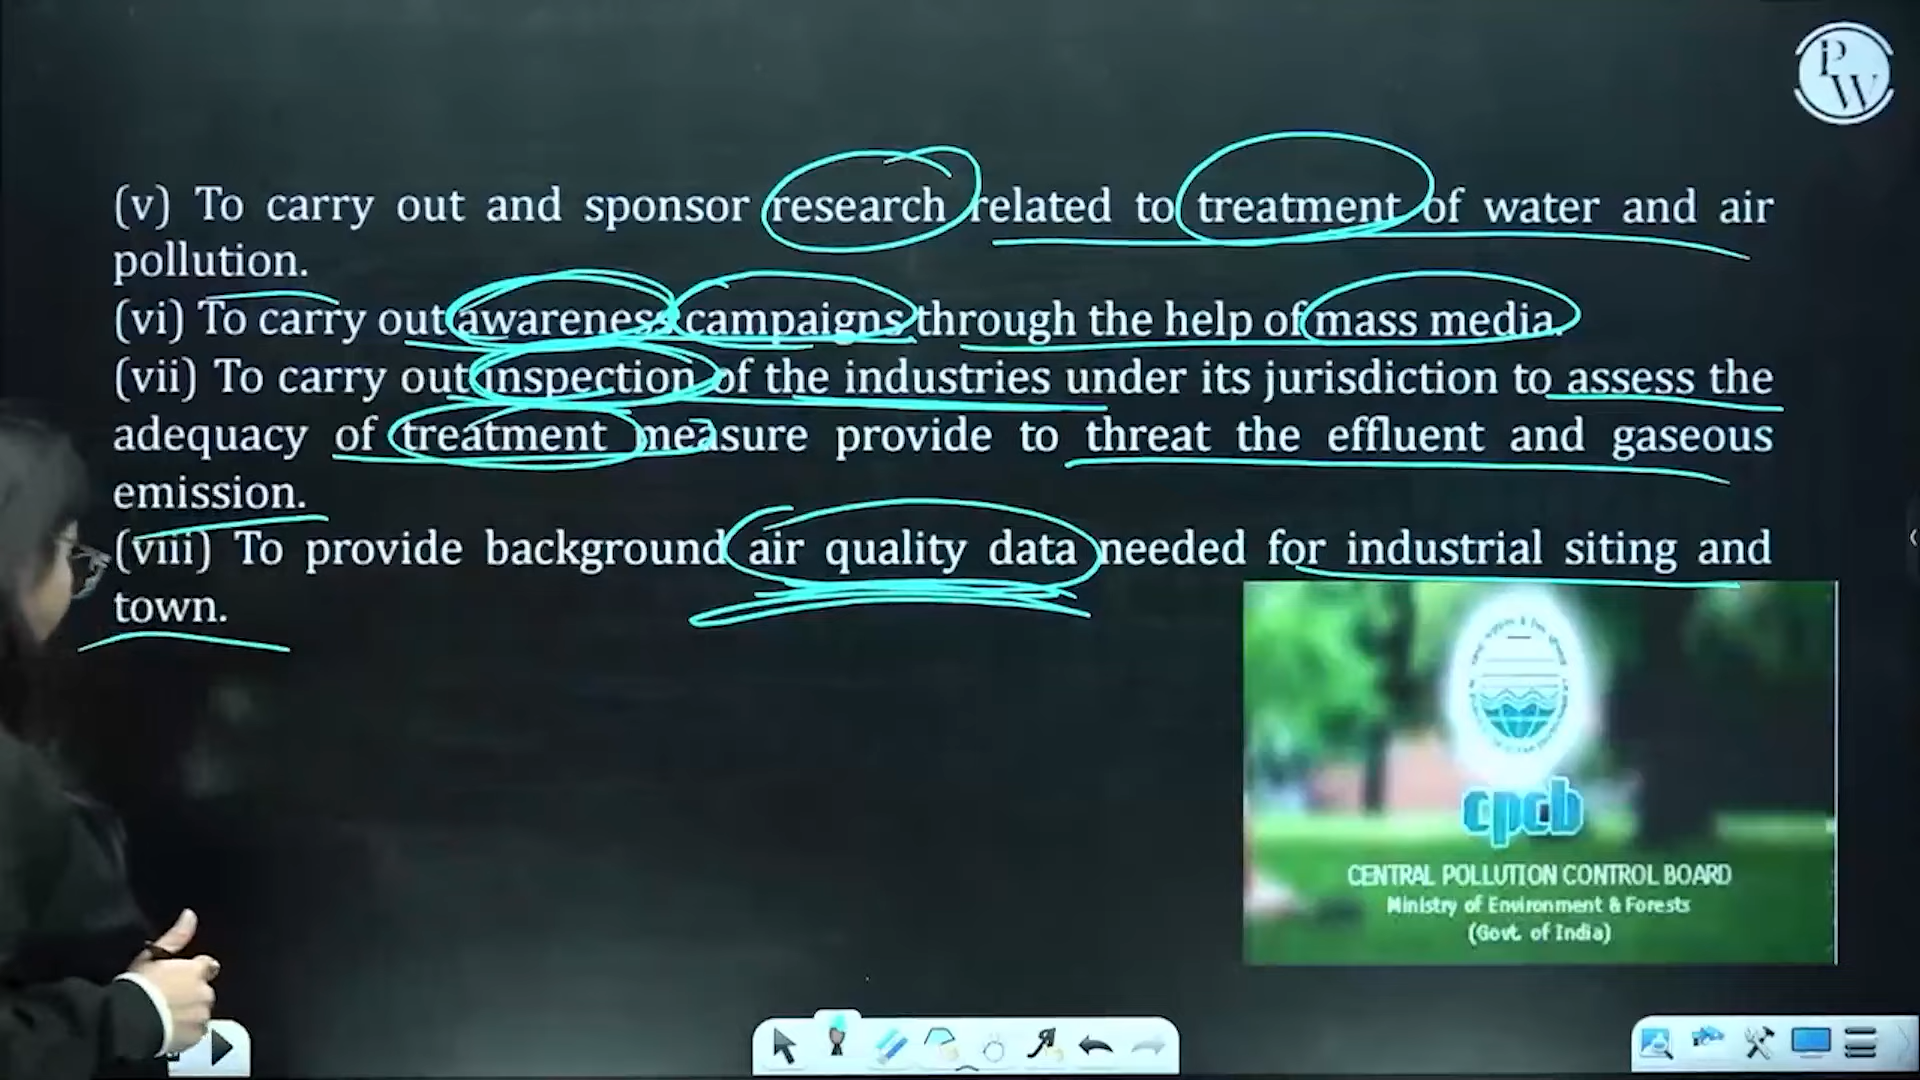 PW
(v) To carry out and sponsor research related to treatment of water and air
pollution.
(vi) To carry out awareness campaigns through the help of mass media.
(vii) To carry out inspection of the industries under its jurisdiction to assess the
adequacy of treatment measure provide to threat the effluent and gaseous
emission.
(viii) To provide background air quality data needed for industrial siting and
town.
cpcb
CENTRAL POLLUTION CONTROL BOARD
Ministry of Environment & Forests
(Govt. of India)